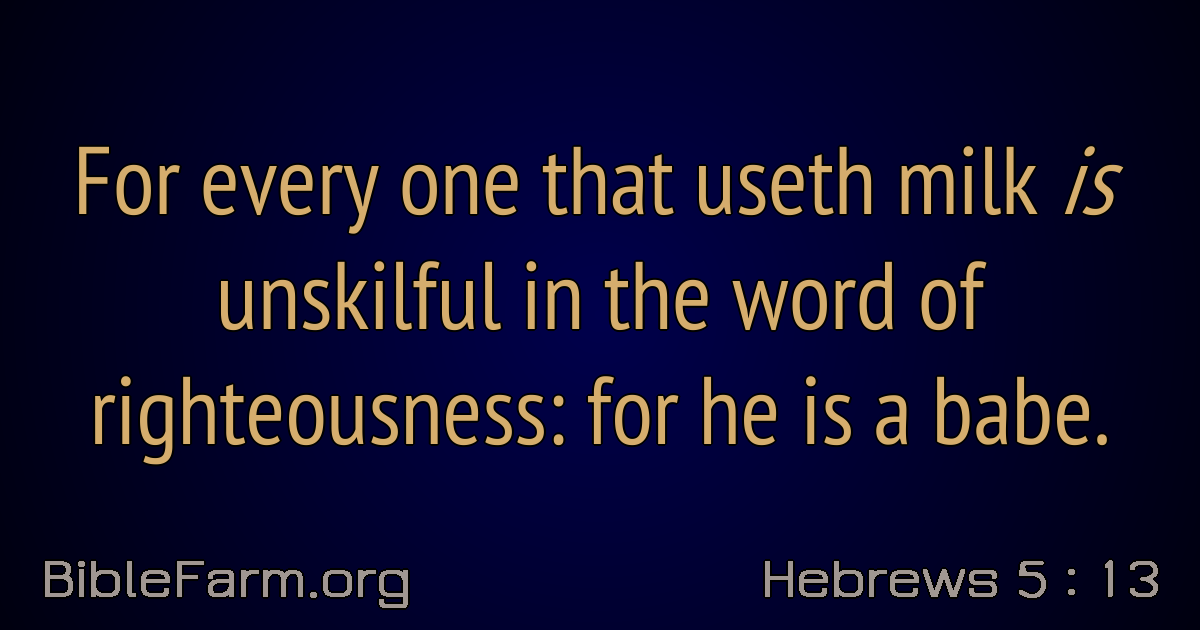 For every one that useth milk is
unskilful in the word of
righteousness: for he is a babe.
BibleFarm.org
Hebrews 5 : 13